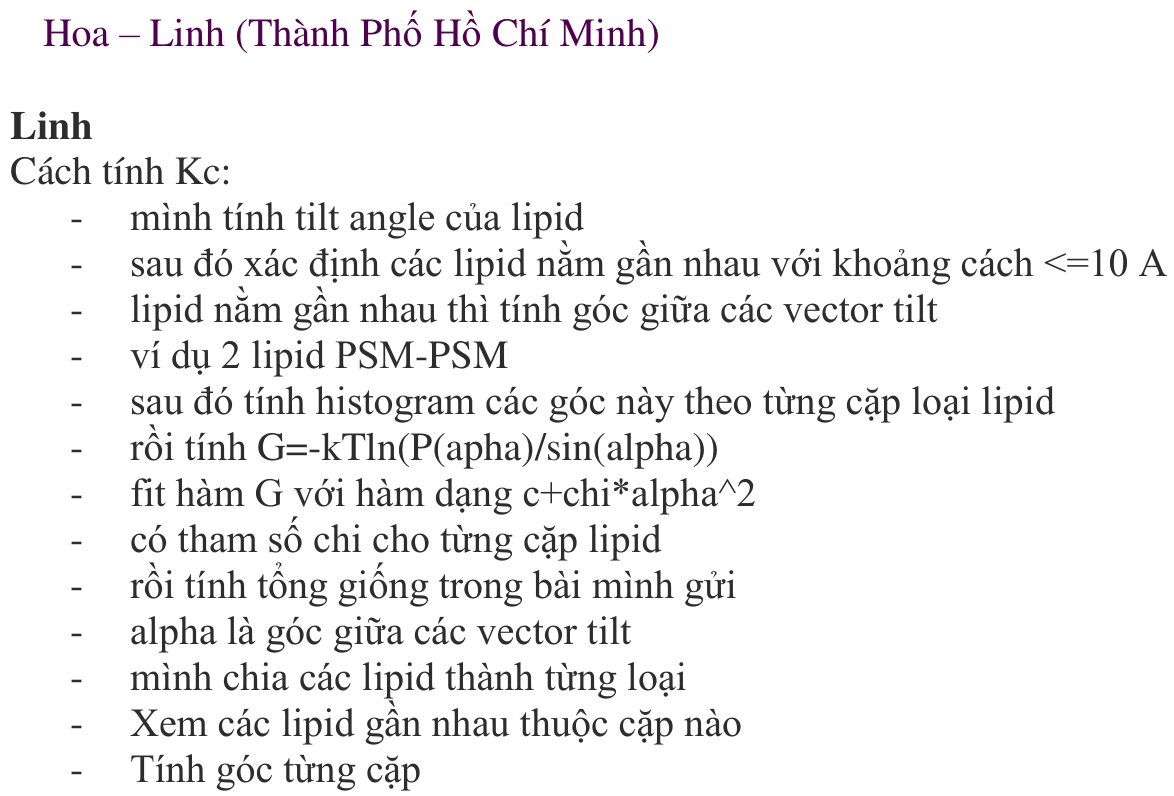 Hoa – Linh (Thành Phố Hồ Chí Minh)
Linh
Cách tính Kc:
- mình tính tilt angle của lipid
- sau đó xác định các lipid nằm gần nhau với khoảng cách <=10 A
- lipid nằm gần nhau thì tính góc giữa các vector tilt
- ví dụ 2 lipid PSM-PSM
- sau đó tính histogram các góc này theo từng cặp loại lipid
- rồi tính G=-kTln(P(apha)/sin(alpha))
- fit hàm G với hàm dạng c+chi*alpha^2
- có tham số chi cho từng cặp lipid
- rồi tính tổng giống trong bài mình gửi
- alpha là góc giữa các vector tilt
- mình chia các lipid thành từng loại
- Xem các lipid gần nhau thuộc cặp nào
- Tính góc từng cặp